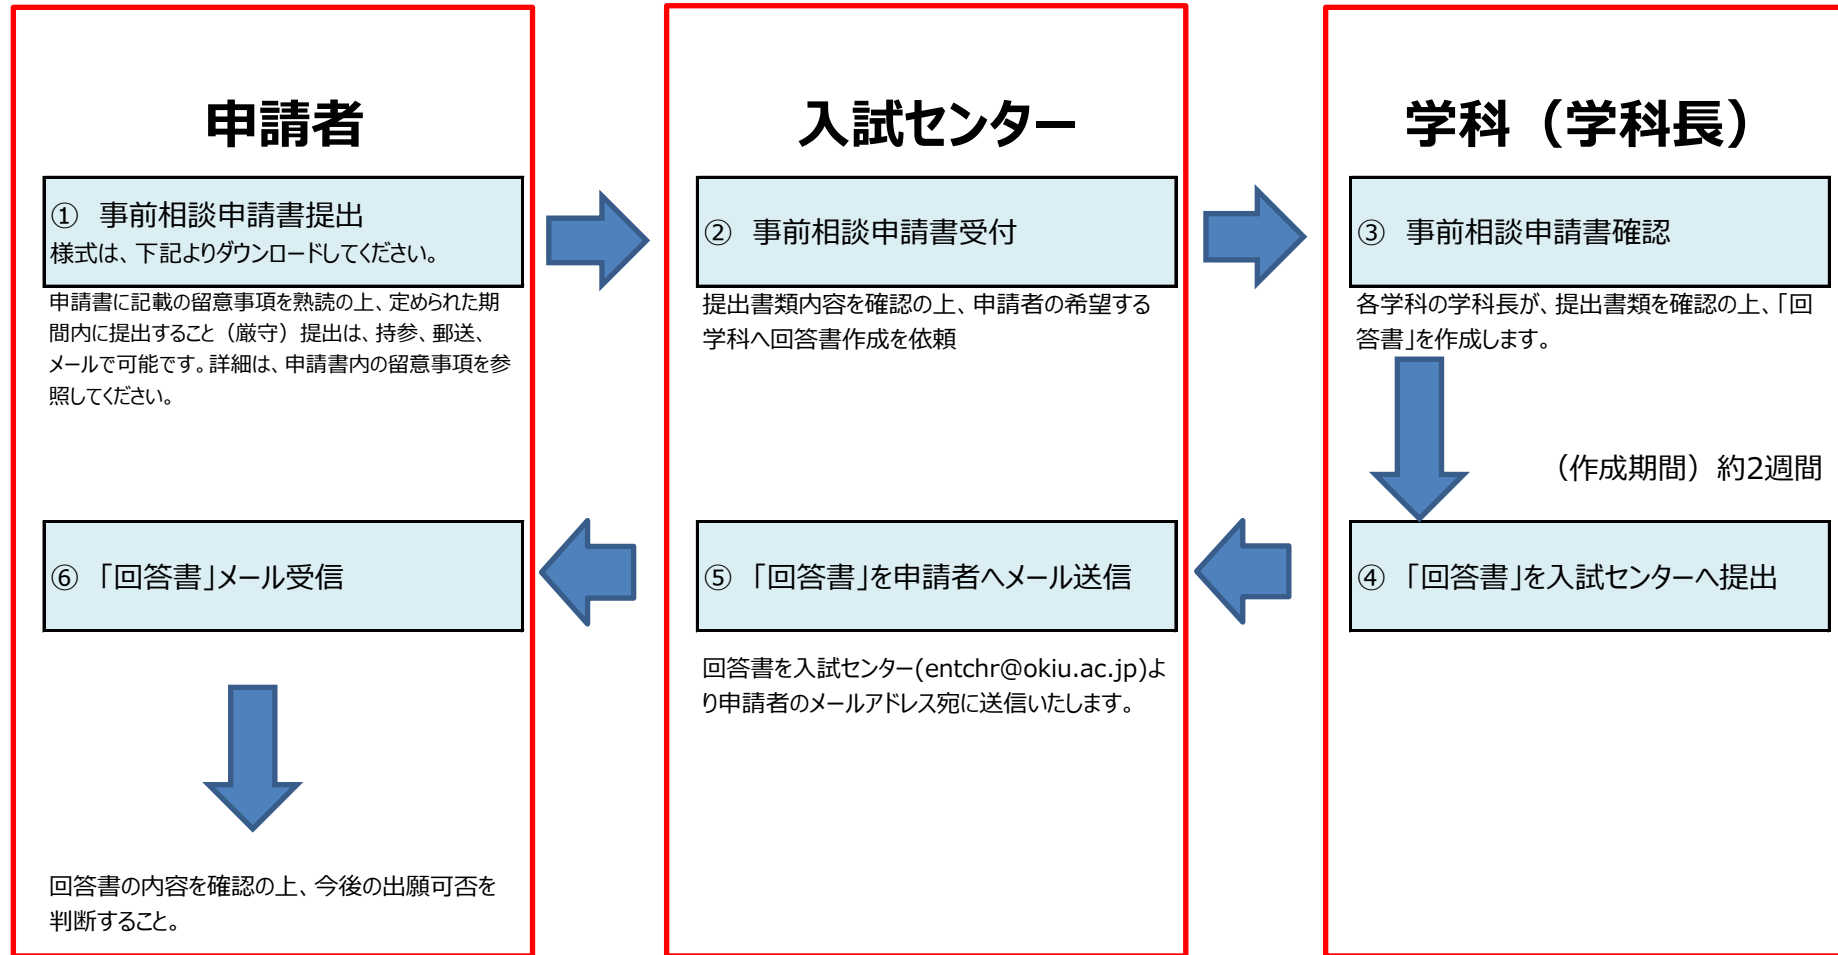 申請者
① 事前相談申請書提出
様式は、下記よりダウンロードしてください。
申請書に記載の留意事項を熟読の上、定められた期
間内に提出すること（厳守）提出は、持参、郵送、
メールで可能です。詳細は、申請書内の留意事項を参
照してください。
入試センター
② 事前相談申請書受付
提出書類内容を確認の上、申請者の希望する
学科へ回答書作成を依頼
学科（学科長）
③ 事前相談申請書確認
各学科の学科長が、提出書類を確認の上、「回
答書」を作成します。
（作成期間）約2週間
④ 「回答書」を入試センターへ提出
⑤ 「回答書」を申請者へメール送信
回答書を入試センター(entchr@okiu.ac.jp)よ
り申請者のメールアドレス宛に送信いたします。
⑥ 「回答書」メール受信
回答書の内容を確認の上、今後の出願可否を
判断すること。